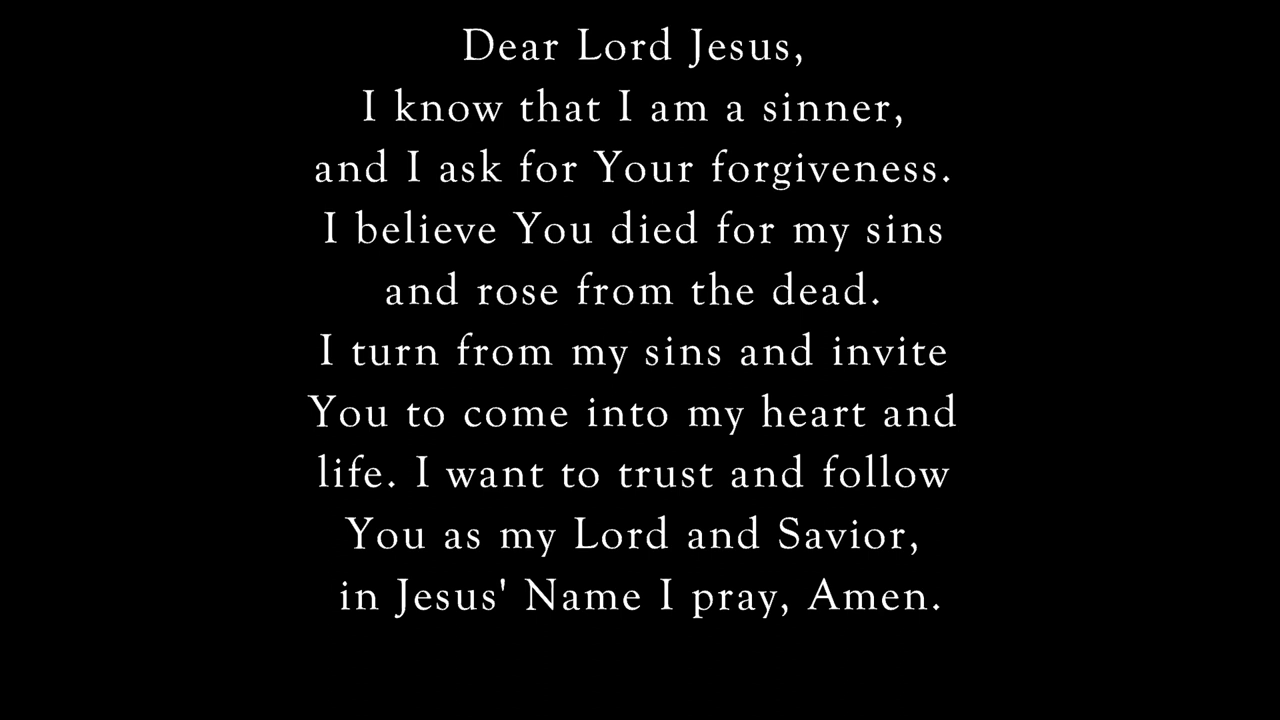 Dear Lord Jesus,
I know that I am a sinner,
and I ask for Your forgiveness.
I believe You died for my sins
and rose from the dead.
I turn from my sins and invite
You to come into my heart and
life. I want to trust and follow
You as my Lord and Savior,
in Jesus' Name I pray, Amen.